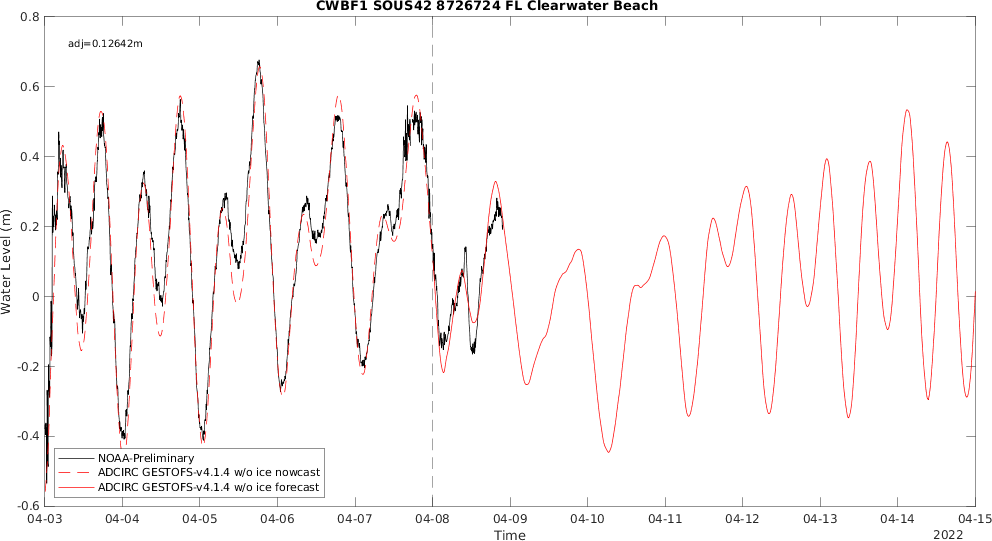 CWBF1 SOUS42 8726724 FL Clearwater Beach
adj=0.12642m
0.8
0.6
0.4
0.2
0
-0.2
-0.4
-0.6
Water Level (m)
NOAA-Preliminary
ADCIRC GESTOFS-v4.1.4 w/o ice nowcast
ADCIRC GESTOFS-v4.1.4 w/o ice forecast
04-03 04-04 04-05 04-06 04-07 04-08 04-09 04-10 04-11 04-12 04-13 04-14 04-15
Time
2022